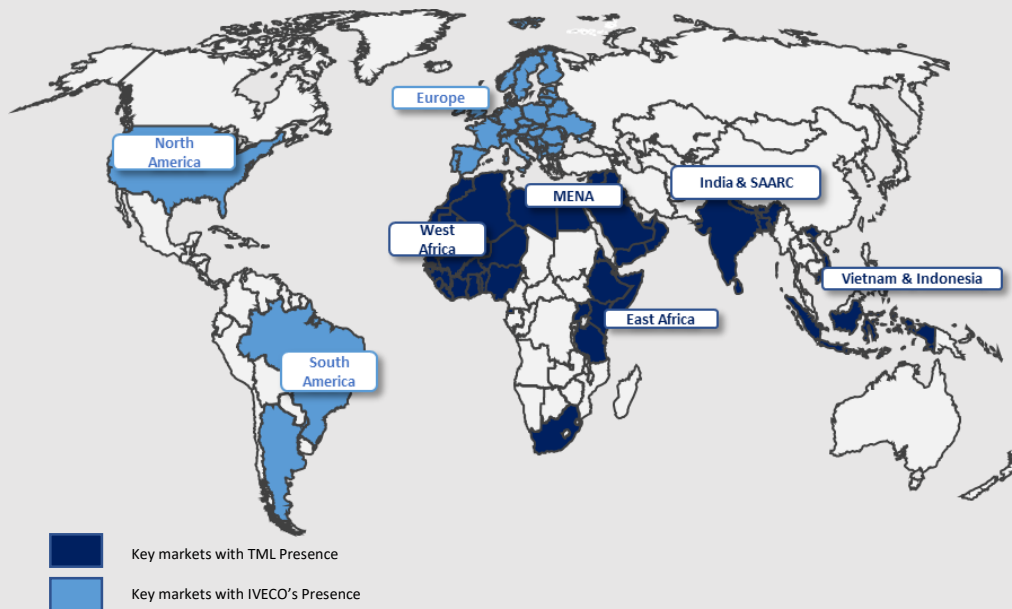 Europe
North
America
MENA
India & SAARC
West
Africa
Vietnam & Indonesia
East Africa
South
America
Key markets with TML Presence
Key markets with IVECO's Presence